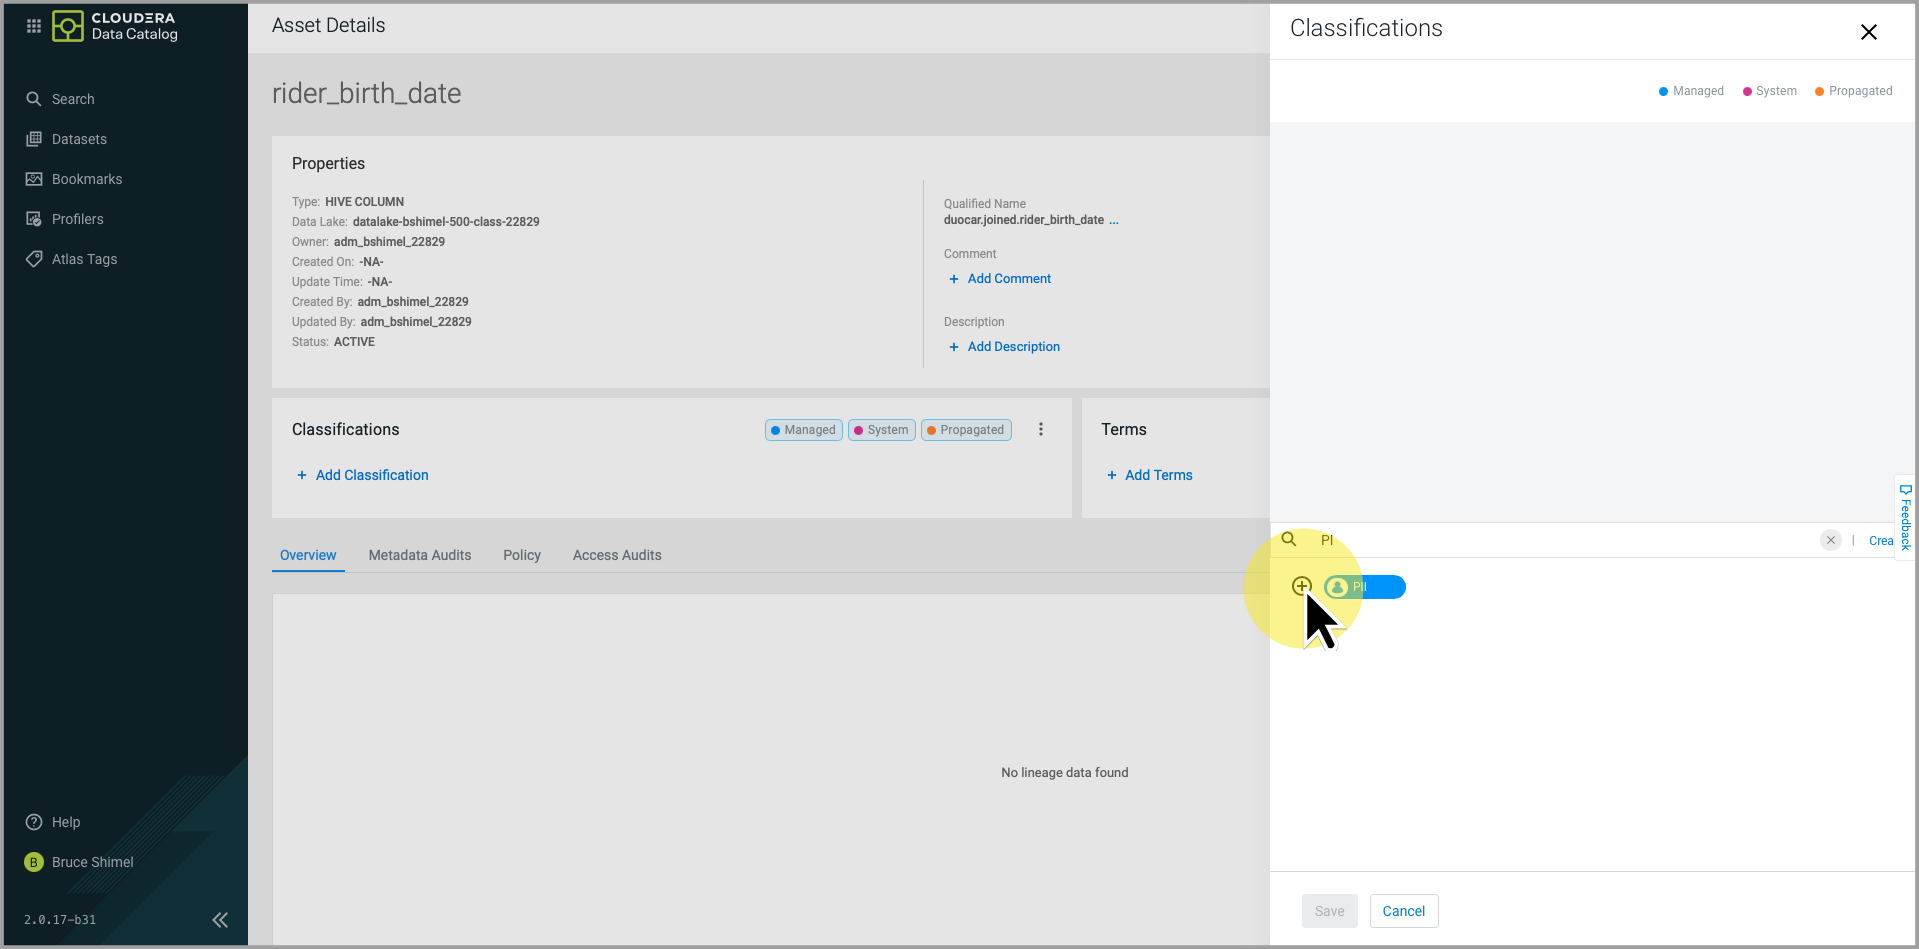 CLOUDERA
Data Catalog
Search
Datasets
Bookmarks
Profilers
Atlas Tags
Help
B Bruce Shimel
2.0.17-b31
Asset Details
rider_birth_date
Properties
Type: HIVE COLUMN
Data Lake: datalake-bshimel-500-class-22829
Owner: adm_bshimel_22829
Created On: -NA-
Update Time: -NA-
Created By: adm_bshimel_22829
Updated By: adm_bshimel_22829
Status: ACTIVE
Qualified Name
duocar.joined.rider_birth_date ...
Comment
+ Add Comment
Description
+ Add Description
Classifications
Managed System Propagated
+ Add Classification
Terms
+ Add Terms
Overview Metadata Audits Policy Access Audits
No lineage data found
Classifications
Managed System Propagated
PI
Crea
PII
Feedback
Save Cancel